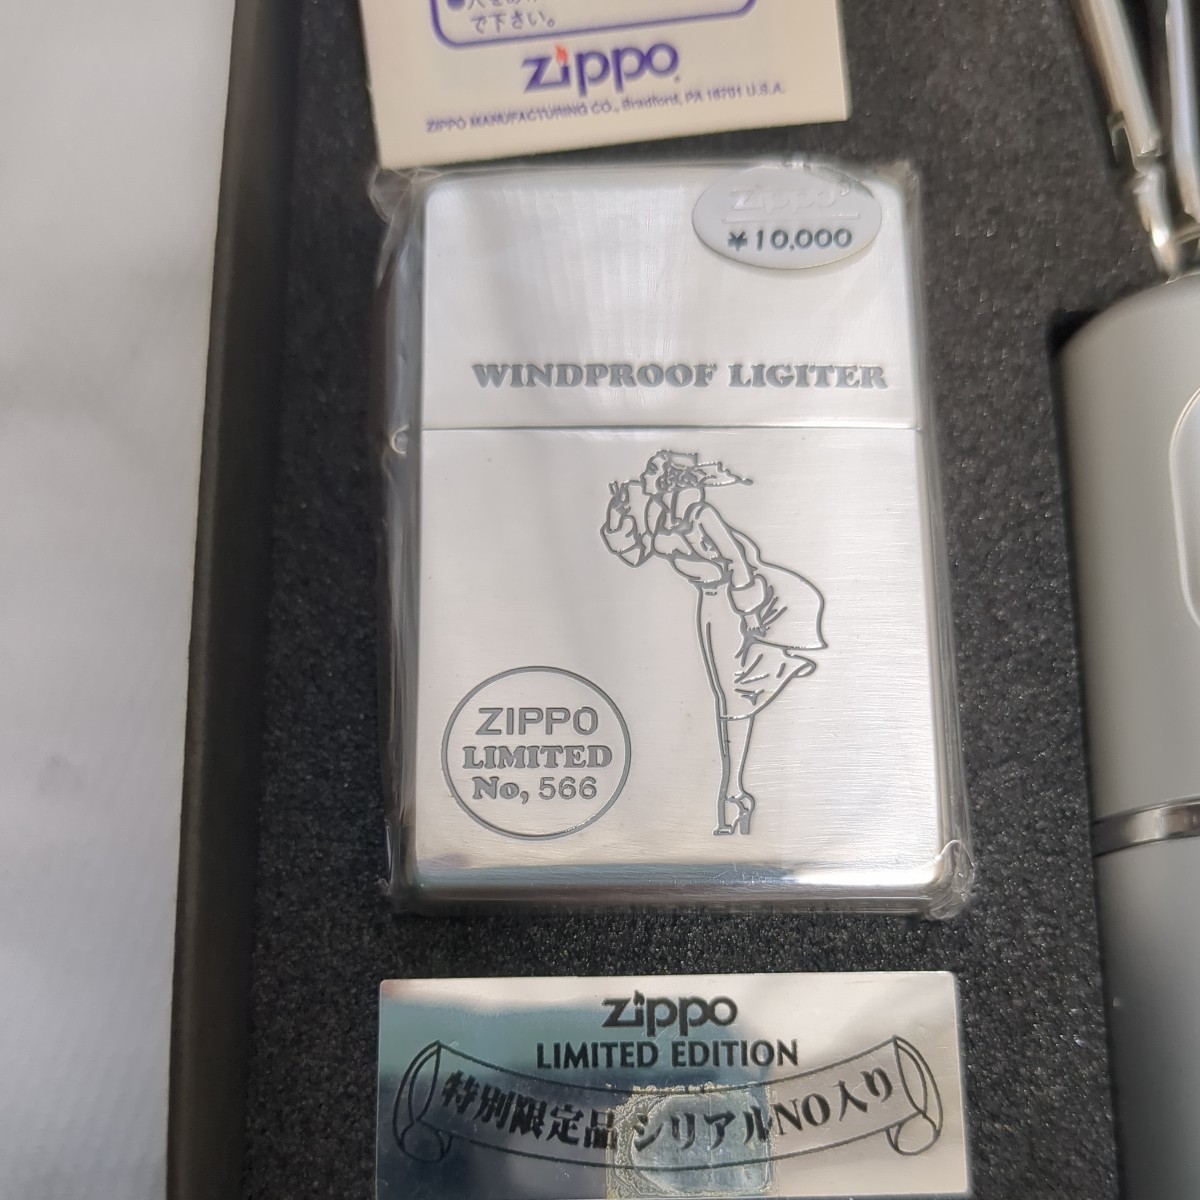 で下さい。
zippo
ZIPPO MANUFACTURING CO., Bradford, PA 16701 U.S.A.
zippo
¥10,000
WINDPROOF LIGITER
ZIPPO
LIMITED
No, 566
zippo
LIMITED EDITION
特別限定品 シリアルNO入り